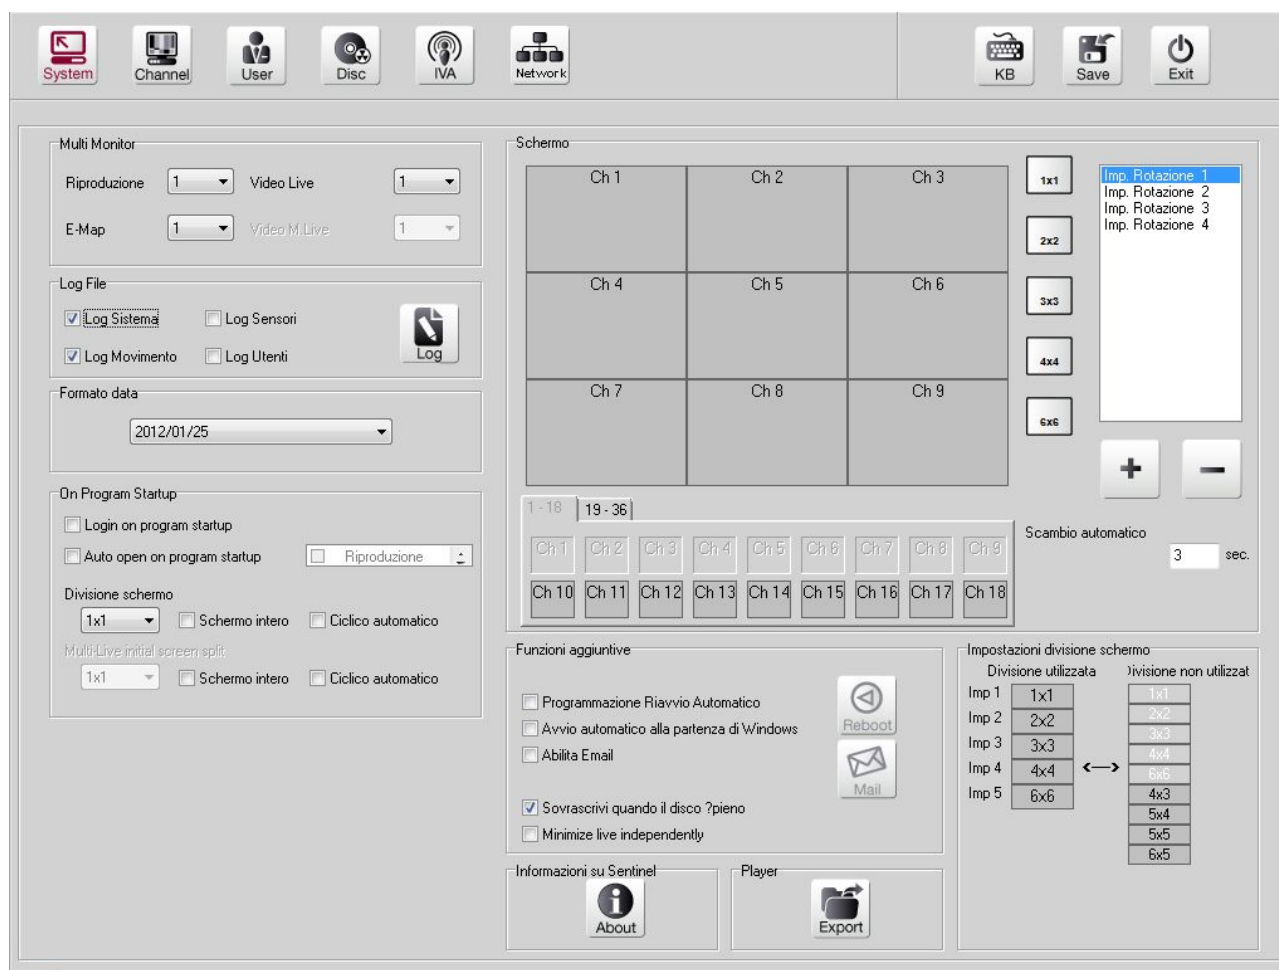 System Channel User Disc IVA Network KB Save Exit
Multi Monitor
Riproduzione 1 Video Live 1
E-Map 1 Video M.Live 1
Log File
Log Sistema Log Sensori
Log Movimento Log Utenti
Log
Formato data
2012/01/25
On Program Startup
Login on program startup
Auto open on program startup Riproduzione
Divisione schermo
1x1 Schermo intero Ciclico automatico
Multi-Live initial screen split
1x1 Schermo intero Ciclico automatico
Schermo
Ch 1 Ch 2 Ch 3
Ch 4 Ch 5 Ch 6
Ch 7 Ch 8 Ch 9
1x1
2x2
3x3
4x4
6x6
Imp. Rotazione 1
Imp. Rotazione 2
Imp. Rotazione 3
Imp. Rotazione 4
+ −
1 - 18 19 - 36
Ch 1 Ch 2 Ch 3 Ch 4 Ch 5 Ch 6 Ch 7 Ch 8 Ch 9
Ch 10 Ch 11 Ch 12 Ch 13 Ch 14 Ch 15 Ch 16 Ch 17 Ch 18
Scambio automatico
3 sec.
Funzioni aggiuntive
Programmazione Riavvio Automatico
Avvio automatico alla partenza di Windows
Abilita Email
Sovrascrivi quando il disco ?pieno
Minimize live independently
Reboot
Mail
Informazioni su Sentinel
About
Player
Export
Impostazioni divisione schermo
Divisione utilizzata
Imp 1 1x1
Imp 2 2x2
Imp 3 3x3
Imp 4 4x4
Imp 5 6x6
<-->
)ivisione non utilizzat
1x1
2x2
3x3
4x4
6x6
4x3
5x4
5x5
6x5